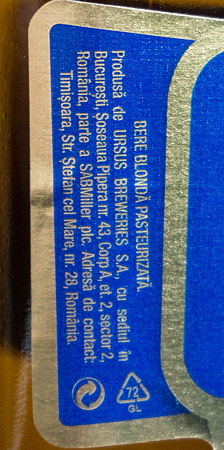 BERE BLONDĂ PASTEURIZATĂ.
Produsă de URSUS BREWERIES S.A., cu sediul în
București, Șoseaua Pipera nr. 43, Corp A, et. 2, sector 2,
România, parte a SABMiller plc. Adresă de contact:
Timișoara, Str. Ștefan cel Mare, nr. 28, România.
72
GL